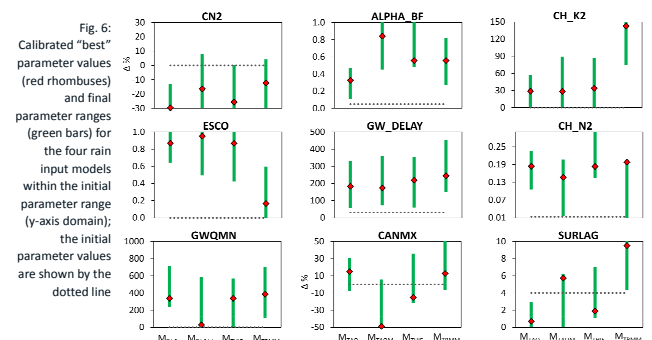 Fig. 6:
Calibrated “best”
parameter values
(red rhombuses)
and final
parameter ranges
(green bars) for
the four rain
input models
within the initial
parameter range
(y-axis domain);
the initial
parameter values
are shown by the
dotted line
CN2
Δ %
30
20
10
0
-10
-20
-30
ALPHA_BF
1.0
0.8
0.6
0.4
0.2
0.0
CH_K2
150
100
50
0
ESCO
1.0
0.8
0.6
0.4
0.2
0.0
GW_DELAY
500
400
300
200
100
0
CH_N2
0.25
0.19
0.13
0.07
0.01
GWQMN
1000
800
600
400
200
0
CANMX
Δ %
50
30
10
-10
-30
-50
SURLAG
10
8
6
4
2
0